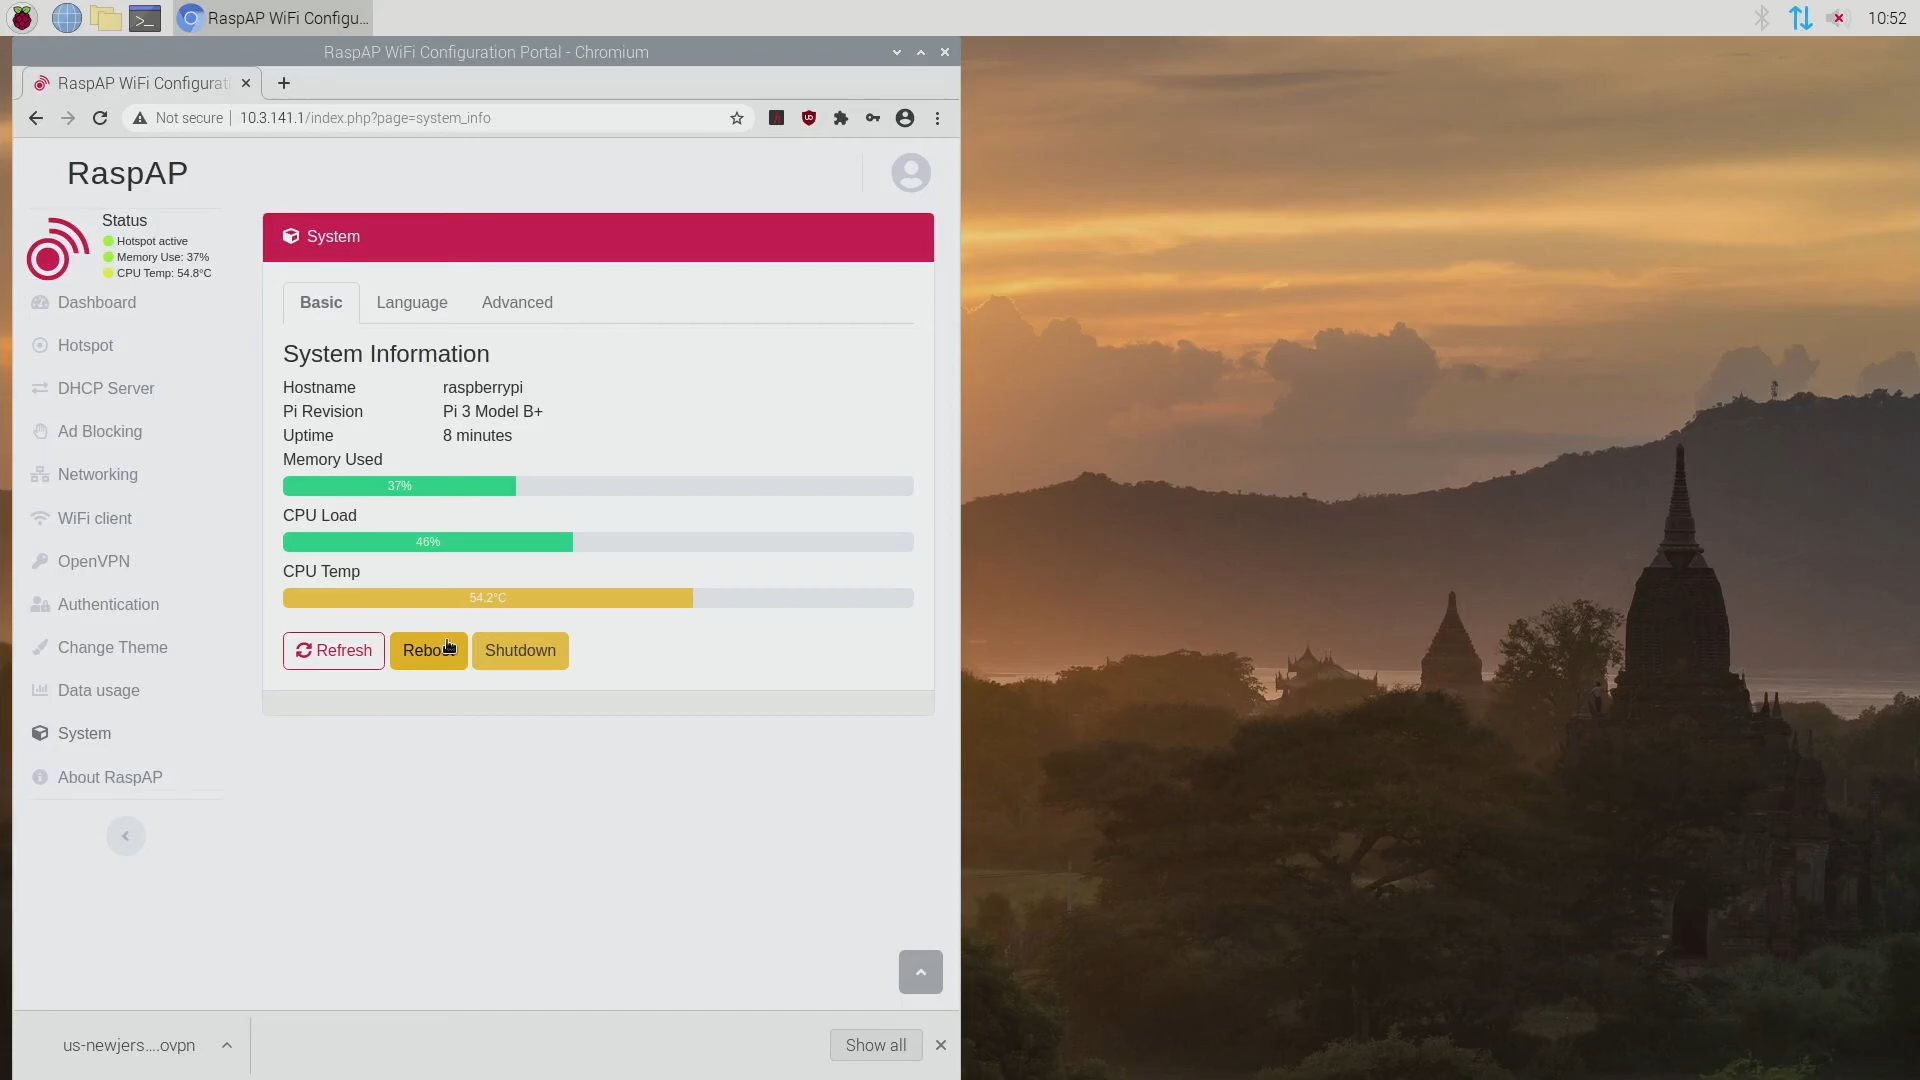 RaspAP WiFi Configu...
10:52
RaspAP WiFi Configuration Portal - Chromium
RaspAP WiFi Configurat
Not secure
10.3.141.1/index.php?page=system_info
RaspAP
Status
Hotspot active
Memory Use: 37%
CPU Temp: 54.8°C
Dashboard
Hotspot
DHCP Server
Ad Blocking
Networking
WiFi client
OpenVPN
Authentication
Change Theme
Data usage
System
About RaspAP
System
Basic
Language
Advanced
System Information
Hostname raspberrypi
Pi Revision Pi 3 Model B+
Uptime 8 minutes
Memory Used
37%
CPU Load
46%
CPU Temp
54.2°C
Refresh
Reboot
Shutdown
us-newjers....ovpn
Show all